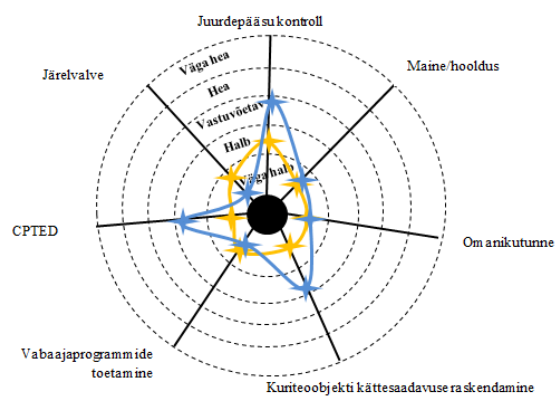 Juurdepääsu kontroll
Väga hea
Järelvalve
Maine/hooldus
Hea
Vastuvõetav
Halb
Väga halb
CPTED
Omanikutunne
Vabaajaprogrammide
toetamine
Kuriteoobjekti kättesaadavuse raskendamine